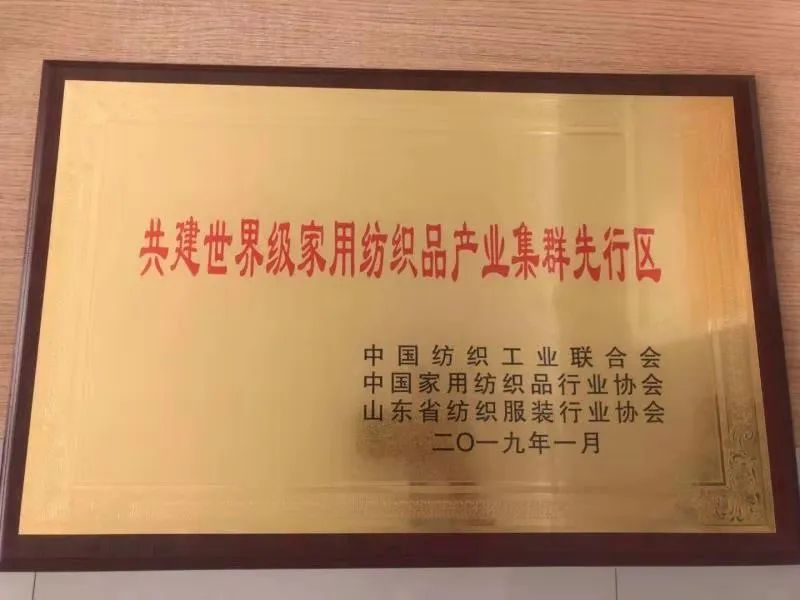 共建世界级家用纺织品产业集群先行区
中国纺织工业联合会
中国家用纺织品行业协会
山东省纺织服装行业协会
二〇一九年一月